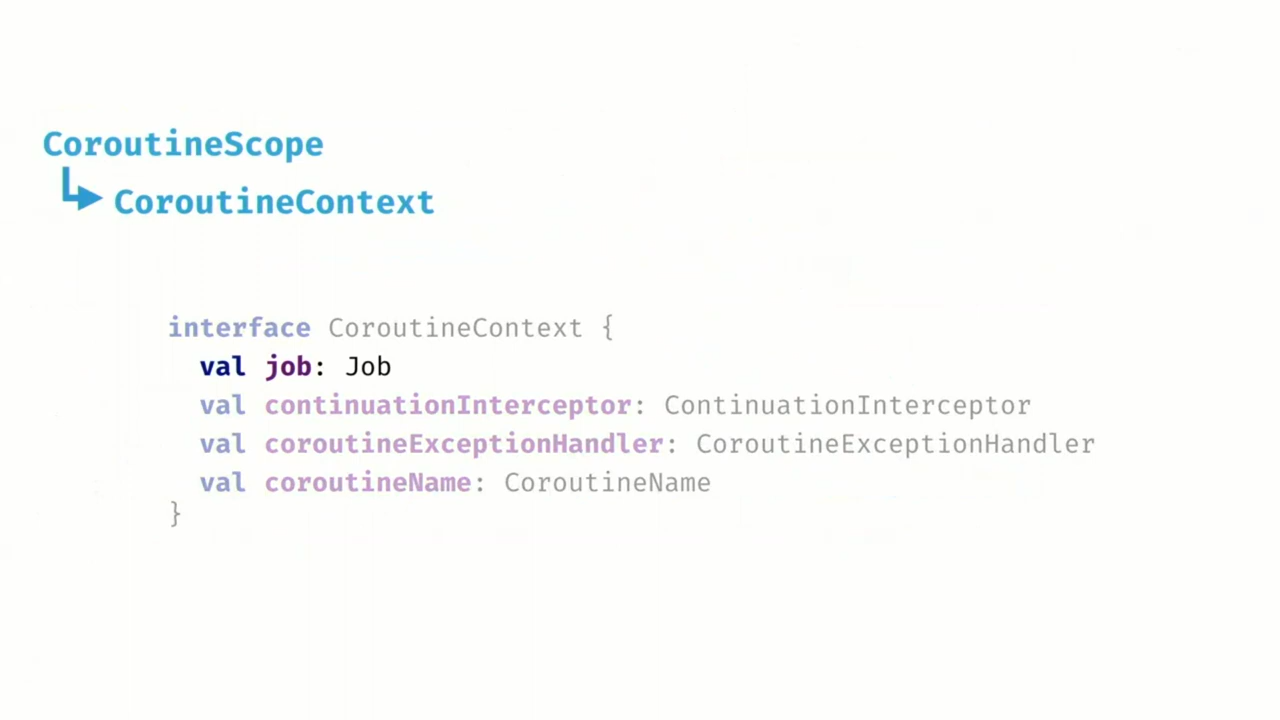 CoroutineScope
CoroutineContext
interface CoroutineContext {
val job: Job
val continuationInterceptor: ContinuationInterceptor
val coroutineExceptionHandler: CoroutineExceptionHandler
val coroutineName: CoroutineName
}